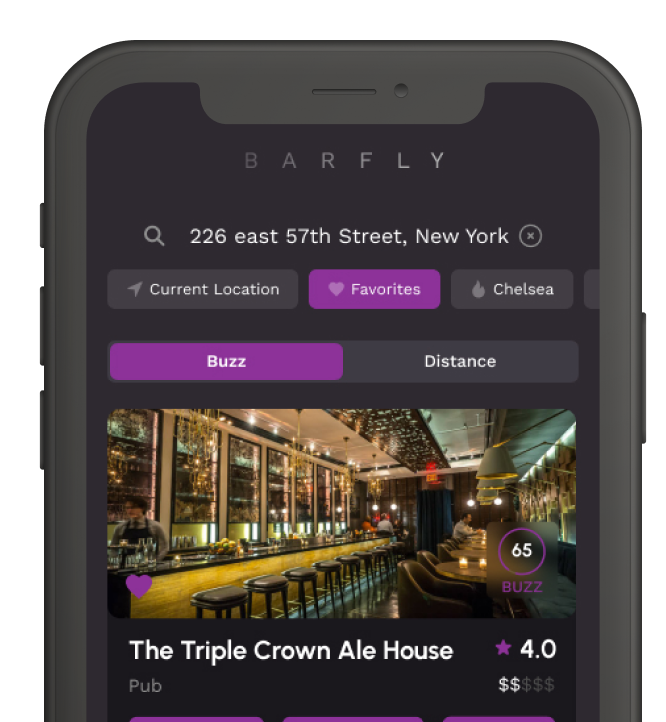 BARFLY
226 east 57th Street, New York
Current Location Favorites Chelsea
Buzz Distance
65
BUZZ
The Triple Crown Ale House 4.0
Pub $$$$$